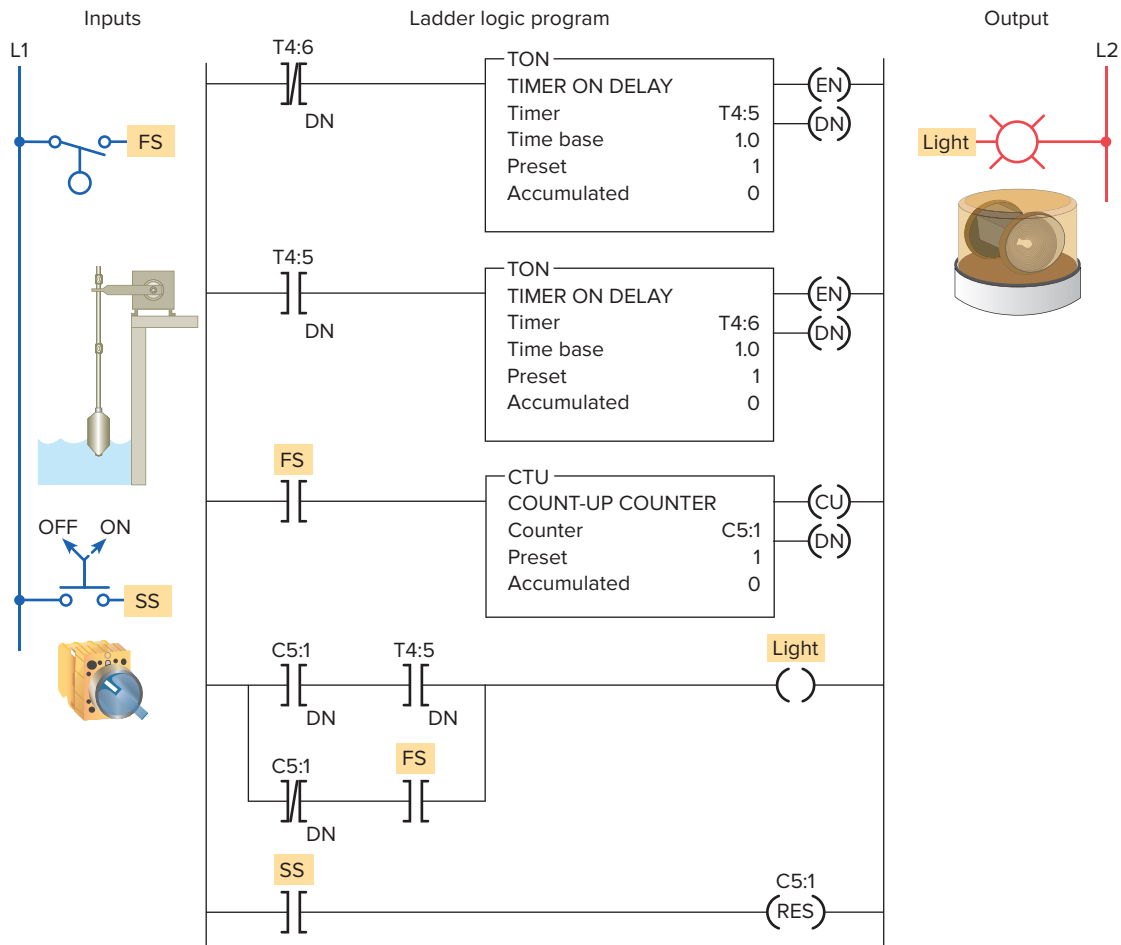 Inputs
Ladder logic program
Output
L1
L2
FS
OFF ON
SS
T4:6
DN
TON
TIMER ON DELAY
Timer T4:5
Time base 1.0
Preset 1
Accumulated 0
EN
DN
T4:5
DN
TON
TIMER ON DELAY
Timer T4:6
Time base 1.0
Preset 1
Accumulated 0
EN
DN
FS
CTU
COUNT-UP COUNTER
Counter C5:1
Preset 1
Accumulated 0
CU
DN
C5:1
DN
T4:5
DN
Light
C5:1
DN
FS
SS
C5:1
RES
Light